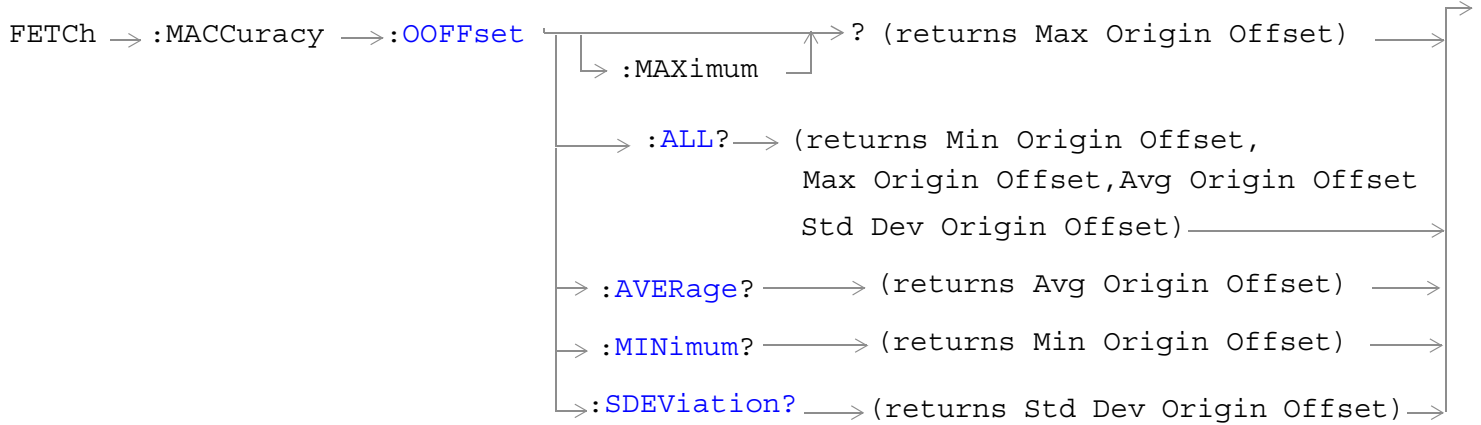 FETCh :MACCuracy :OOFFset ? (returns Max Origin Offset)
:MAXimum
:ALL? (returns Min Origin Offset,
Max Origin Offset,Avg Origin Offset
Std Dev Origin Offset)
:AVERage? (returns Avg Origin Offset)
:MINimum? (returns Min Origin Offset)
:SDEViation? (returns Std Dev Origin Offset)